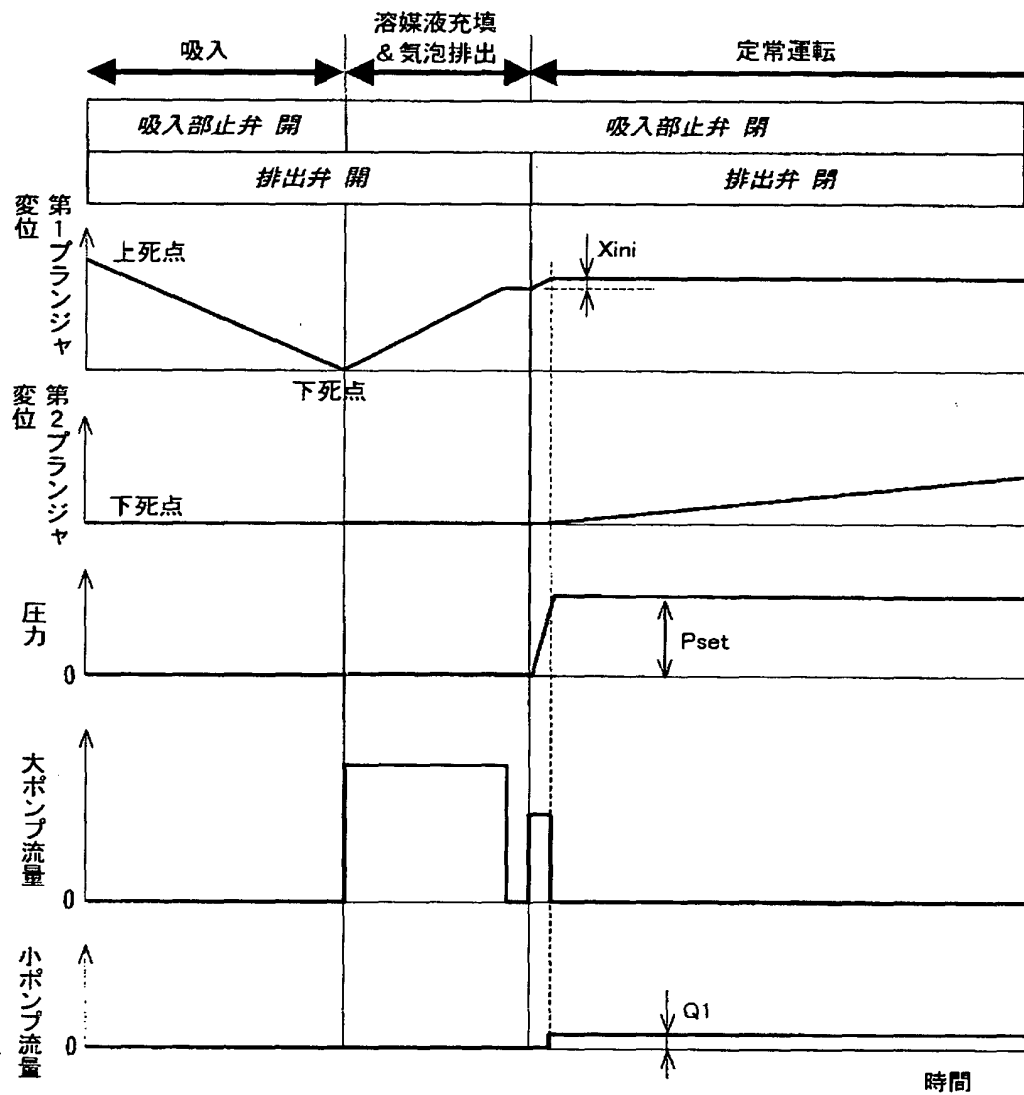 吸入
溶媒液充填
&気泡排出
定常運転
吸入部止弁 開
吸入部止弁 閉
排出弁 開
排出弁 閉
第1プランジャ
変位
上死点
下死点
Xini
第2プランジャ
変位
下死点
圧力
0
Pset
大ポンプ流量
0
小ポンプ流量
0
Q1
時間